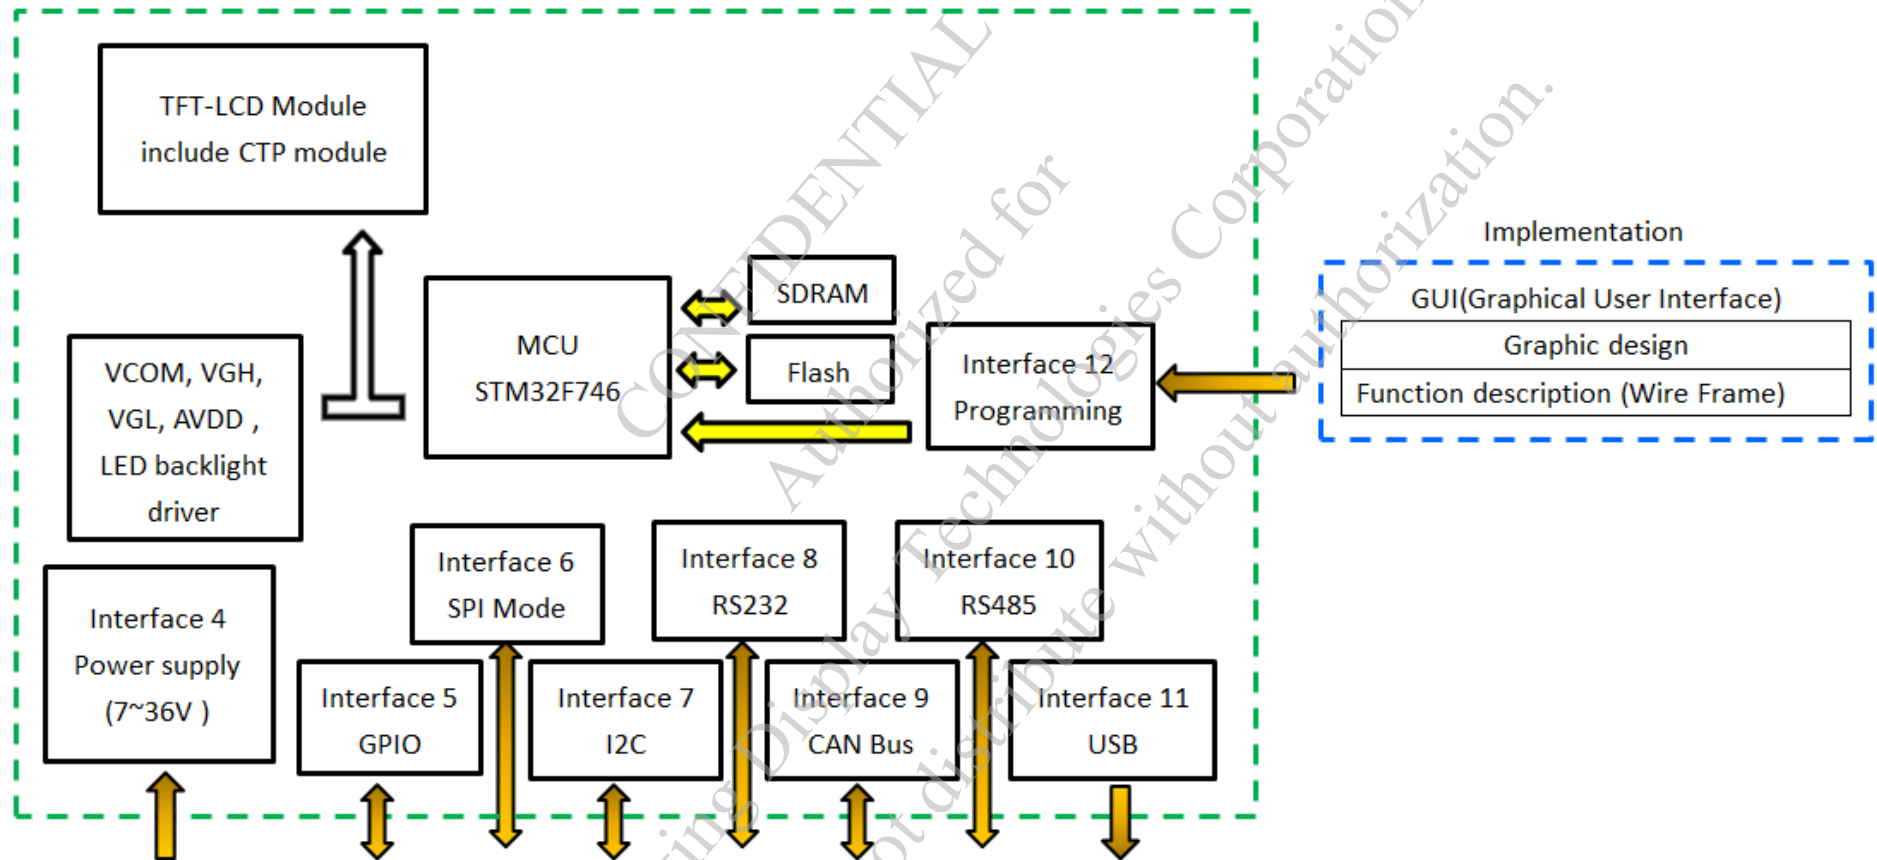 TFT-LCD Module
include CTP module
VCOM, VGH,
VGL, AVDD ,
LED backlight
driver
MCU
STM32F746
SDRAM
Flash
Interface 12
Programming
Implementation
GUI(Graphical User Interface)
Graphic design
Function description (Wire Frame)
Interface 4
Power supply
(7~36V )
Interface 5
GPIO
Interface 6
SPI Mode
Interface 7
I2C
Interface 8
RS232
Interface 9
CAN Bus
Interface 10
RS485
Interface 11
USB
CONFIDENTIAL
Authorized for
Display Technologies Corporation
distribute without authorization.